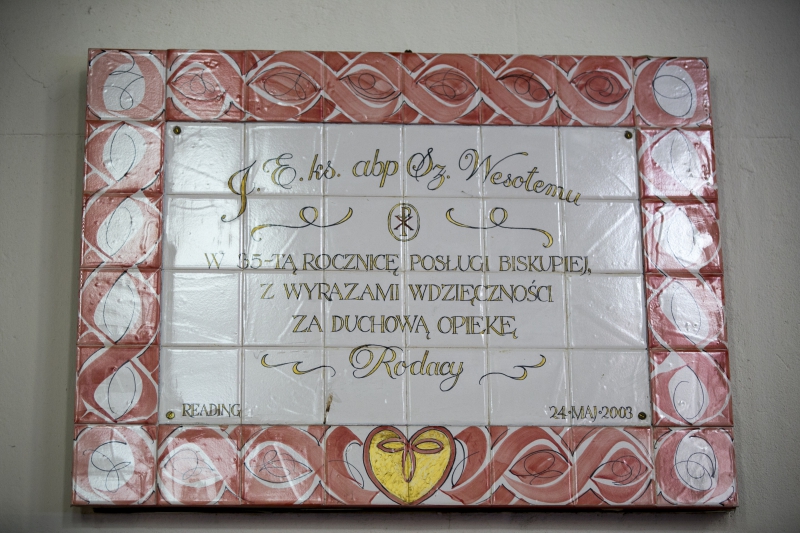 J. E. ks. abp Sz. Wesołemu
W 35-TĄ ROCZNICĘ POSŁUGI BISKUPIEJ,
Z WYRAZAMI WDZIĘCZNOŚCI
ZA DUCHOWĄ OPIEKĘ
Rodacy
READING 24·MAJ·2003